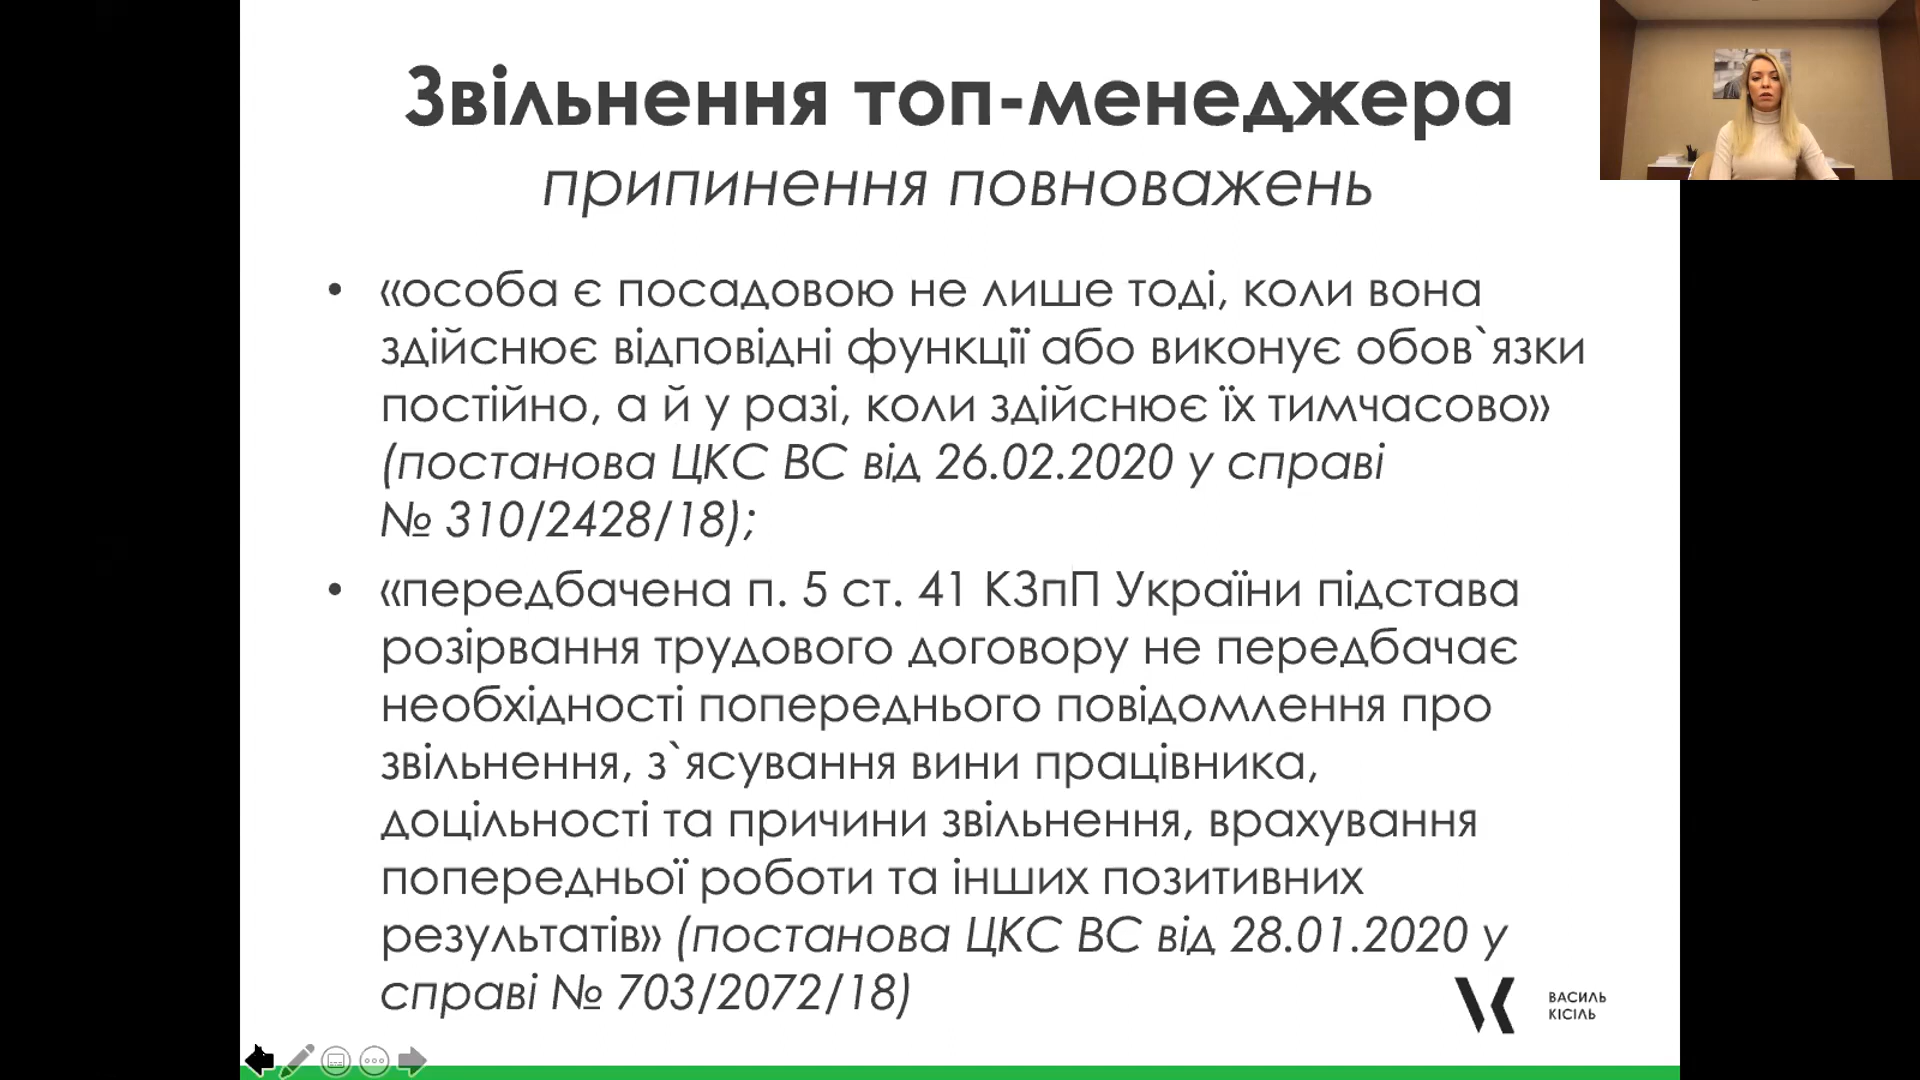 Звільнення топ-менеджера
припинення повноважень
• «особа є посадовою не лише тоді, коли вона
здійснює відповідні функції або виконує обов`язки
постійно, а й у разі, коли здійснює їх тимчасово»
(постанова ЦКС ВС від 26.02.2020 у справі
№ 310/2428/18);
• «передбачена п. 5 ст. 41 КЗпП України підстава
розірвання трудового договору не передбачає
необхідності попереднього повідомлення про
звільнення, з`ясування вини працівника,
доцільності та причини звільнення, врахування
попередньої роботи та інших позитивних
результатів» (постанова ЦКС ВС від 28.01.2020 у
справі № 703/2072/18)
ВАСИЛЬ
КІСІЛЬ